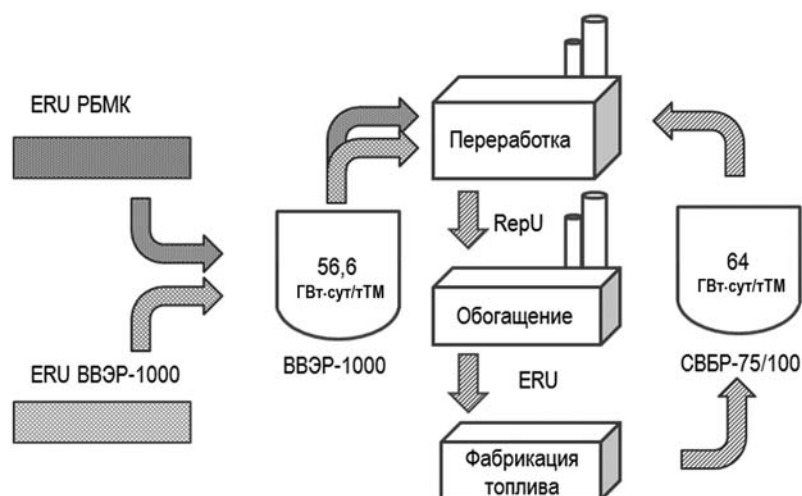 ERU РБМК
Переработка
RepU
56,6
ГВт·сут/тТМ
64
ГВт·сут/тТМ
Обогащение
ERU ВВЭР-1000
ВВЭР-1000
СВБР-75/100
ERU
Фабрикация
топлива